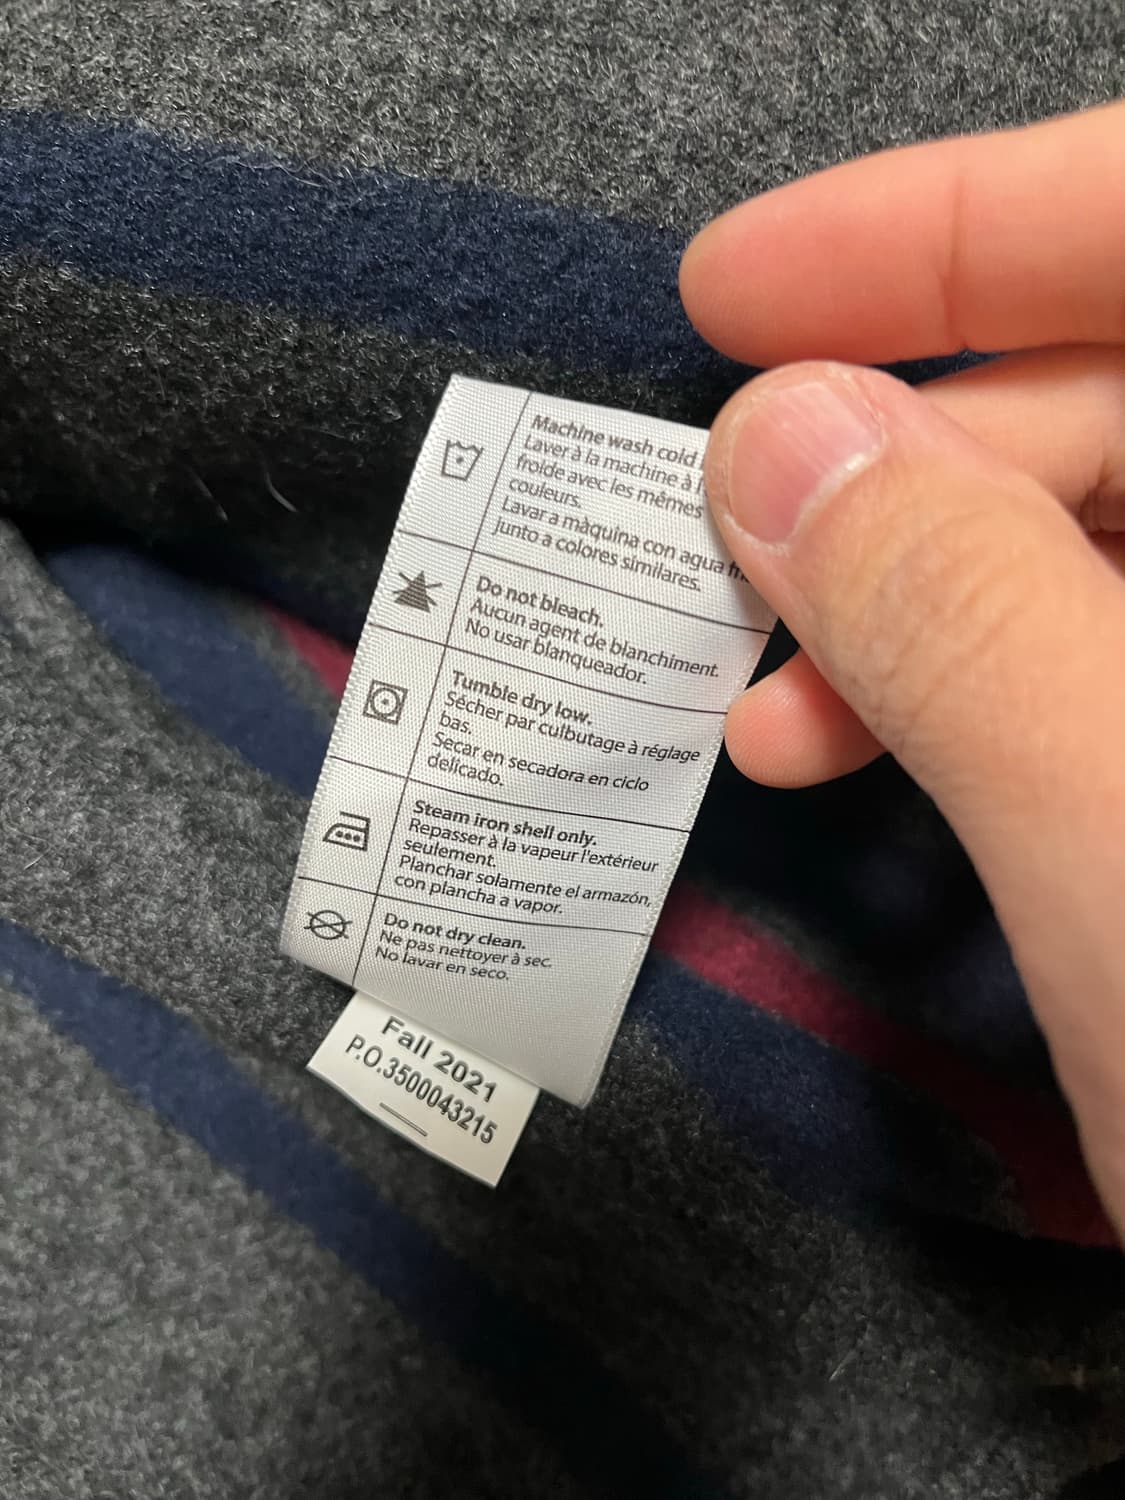 Machine wash cold
Laver à la machine à l'
froide avec les mêmes
couleurs.
Lavar a màquina con agua
junto a colores similares.
Do not bleach.
Aucun agent de blanchiment.
No usar blanqueador.
Tumble dry low.
Sécher par culbutage à réglage
bas.
Secar en secadora en ciclo
delicado.
Steam iron shell only.
Repasser à la vapeur l'extérieur
seulement.
Planchar solamente el armazón,
con plancha a vapor.
Do not dry clean.
Ne pas nettoyer à sec.
No lavar en seco.
Fall 2021
P.O.3500043215